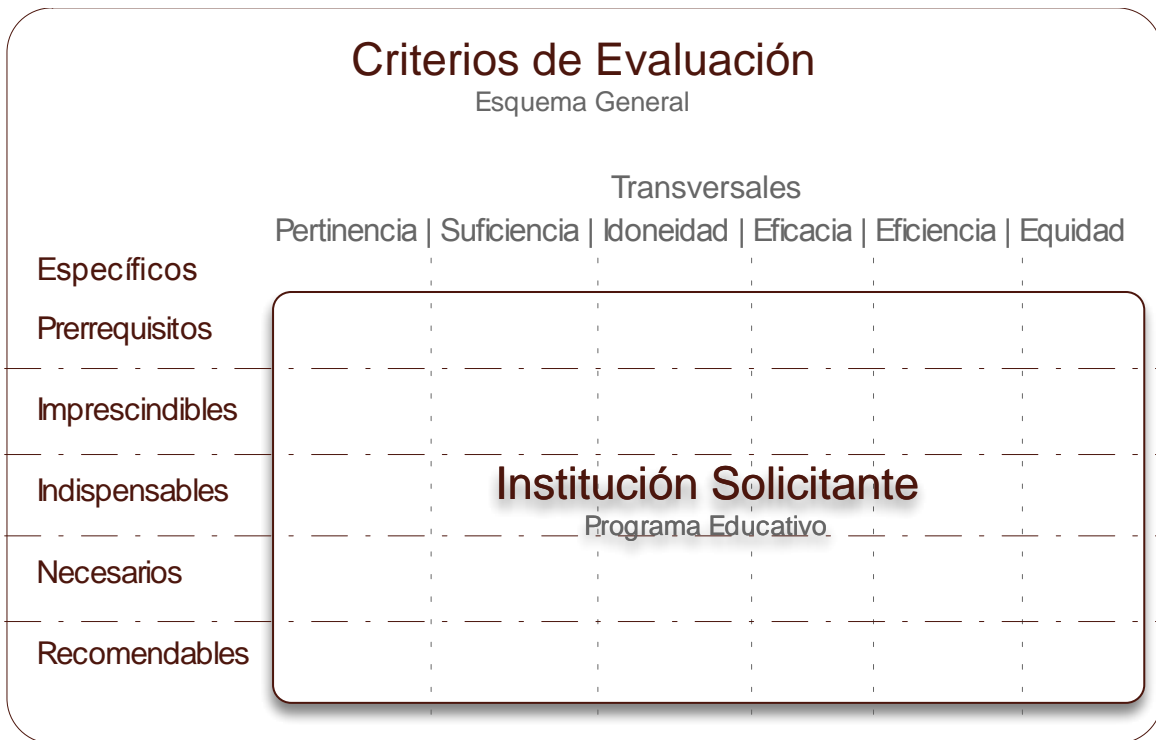 Criterios de Evaluación
Esquema General
Transversales
Pertinencia | Suficiencia | Idoneidad | Eficacia | Eficiencia | Equidad
Específicos
Prerrequisitos
Imprescindibles
Indispensables
Institución Solicitante
Programa Educativo
Necesarios
Recomendables